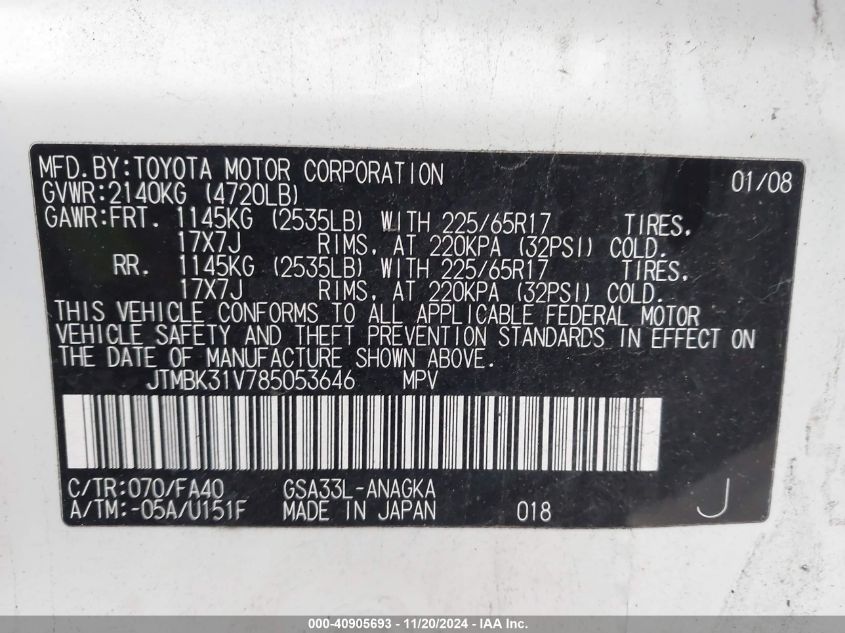 MFD.BY:TOYOTA MOTOR CORPORATION 01/08
GVWR:2140KG (4720LB)
GAWR:FRT. 1145KG (2535LB) WITH 225/65R17 TIRES,
17X7J RIMS, AT 220KPA (32PSI) COLD.
RR. 1145KG (2535LB) WITH 225/65R17 TIRES,
17X7J RIMS, AT 220KPA (32PSI) COLD.
THIS VEHICLE CONFORMS TO ALL APPLICABLE FEDERAL MOTOR
VEHICLE SAFETY AND THEFT PREVENTION STANDARDS IN EFFECT ON
THE DATE OF MANUFACTURE SHOWN ABOVE.
JTMBK31V785053646 MPV
C/TR:070/FA40 GSA33L-ANAGKA
A/TM:-05A/U151F MADE IN JAPAN 018 J
000-40905693 - 11/20/2024 - IAA Inc.